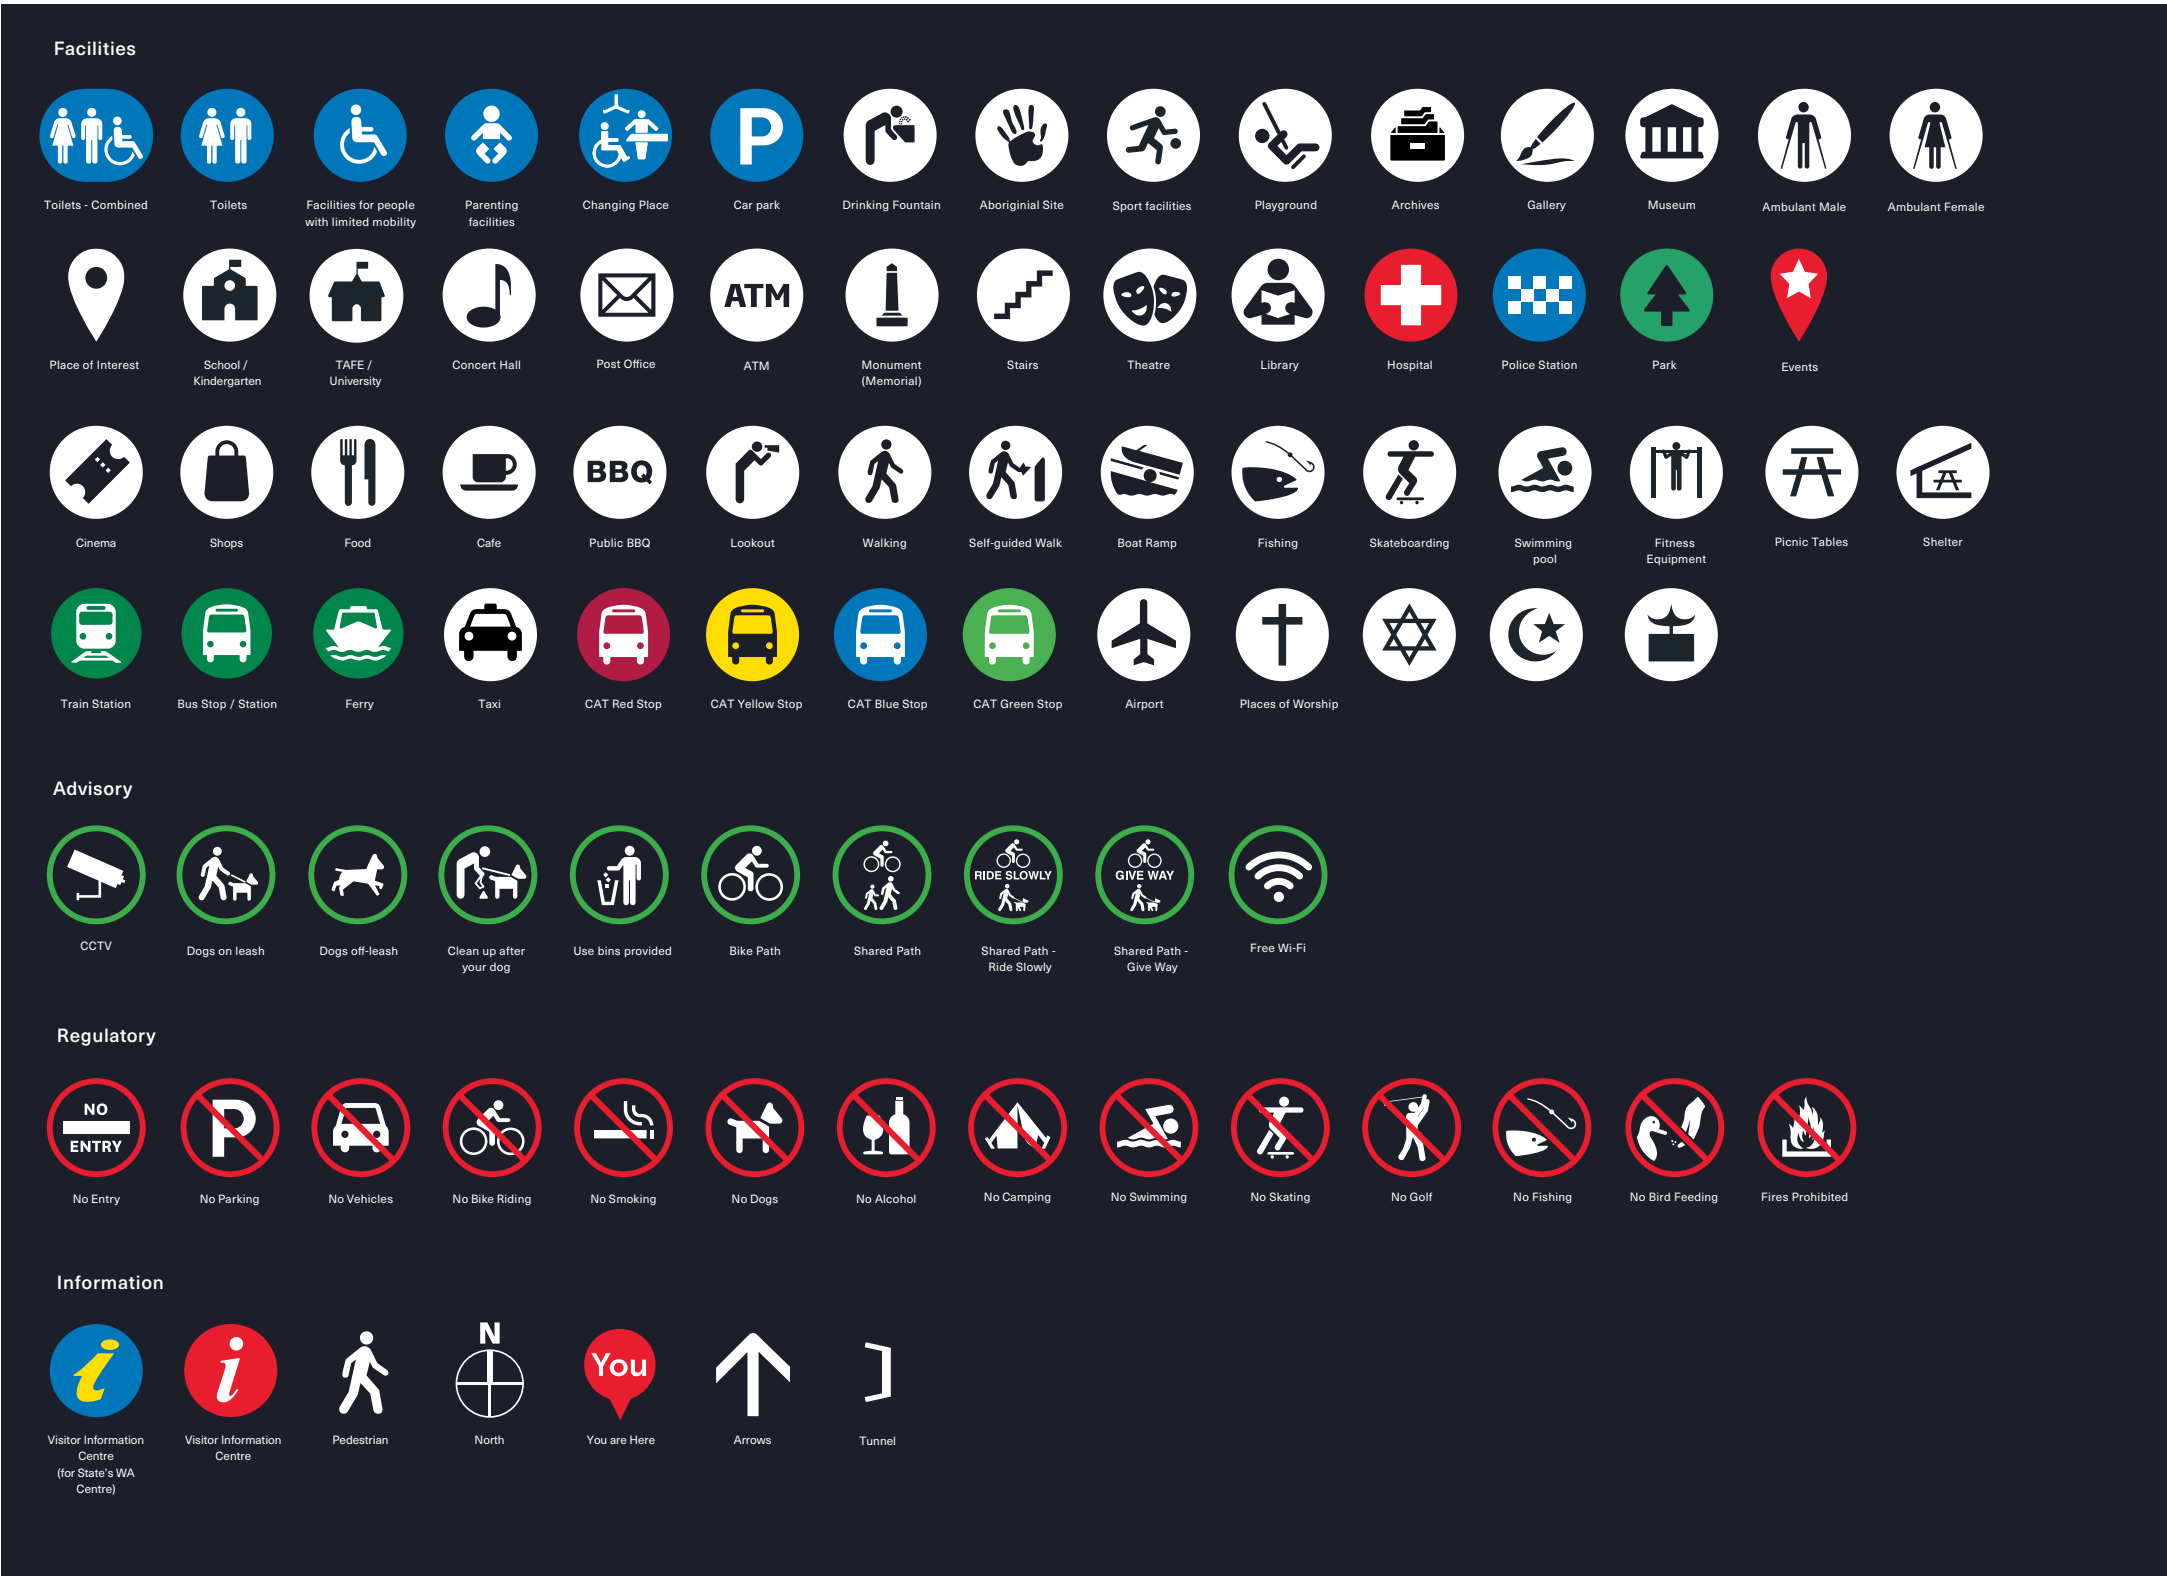 Facilities
P
Toilets - Combined
Toilets
Facilities for people
with limited mobility
Parenting
facilities
Changing Place
Car park
Drinking Fountain
Aboriginial Site
Sport facilities
Playground
Archives
Gallery
Museum
Ambulant Male
Ambulant Female
ATM
Place of Interest
School /
Kindergarten
TAFE /
University
Concert Hall
Post Office
ATM
Monument
(Memorial)
Stairs
Theatre
Library
Hospital
Police Station
Park
Events
BBQ
Cinema
Shops
Food
Cafe
Public BBQ
Lookout
Walking
Self-guided Walk
Boat Ramp
Fishing
Skateboarding
Swimming
pool
Fitness
Equipment
Picnic Tables
Shelter
Train Station
Bus Stop / Station
Ferry
Taxi
CAT Red Stop
CAT Yellow Stop
CAT Blue Stop
CAT Green Stop
Airport
Places of Worship
Advisory
RIDE SLOWLY
GIVE WAY
CCTV
Dogs on leash
Dogs off-leash
Clean up after
your dog
Use bins provided
Bike Path
Shared Path
Shared Path -
Ride Slowly
Shared Path -
Give Way
Free Wi-Fi
Regulatory
NO
ENTRY
P
No Entry
No Parking
No Vehicles
No Bike Riding
No Smoking
No Dogs
No Alcohol
No Camping
No Swimming
No Skating
No Golf
No Fishing
No Bird Feeding
Fires Prohibited
Information
i
i
N
You
Visitor Information
Centre
(for State's WA
Centre)
Visitor Information
Centre
Pedestrian
North
You are Here
Arrows
Tunnel